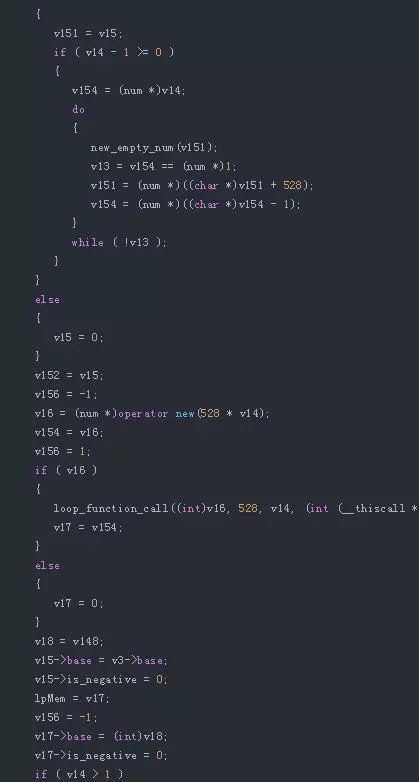 {
v151 = v15;
if ( v14 - 1 >= 0 )
{
v154 = (num *)v14;
do
{
new_empty_num(v151);
v13 = v154 == (num *)1;
v151 = (num *)((char *)v151 + 528);
v154 = (num *)((char *)v154 - 1);
}
while ( !v13 );
}
}
else
{
v15 = 0;
}
v152 = v15;
v156 = -1;
v16 = (num *)operator new(528 * v14);
v154 = v16;
v156 = 1;
if ( v16 )
{
loop_function_call((int)v16, 528, v14, (int (__thiscall *
v17 = v154;
}
else
{
v17 = 0;
}
v18 = v148;
v15->base = v3->base;
v15->is_negative = 0;
lpMem = v17;
v156 = -1;
v17->base = (int)v18;
v17->is_negative = 0;
if ( v14 > 1 )